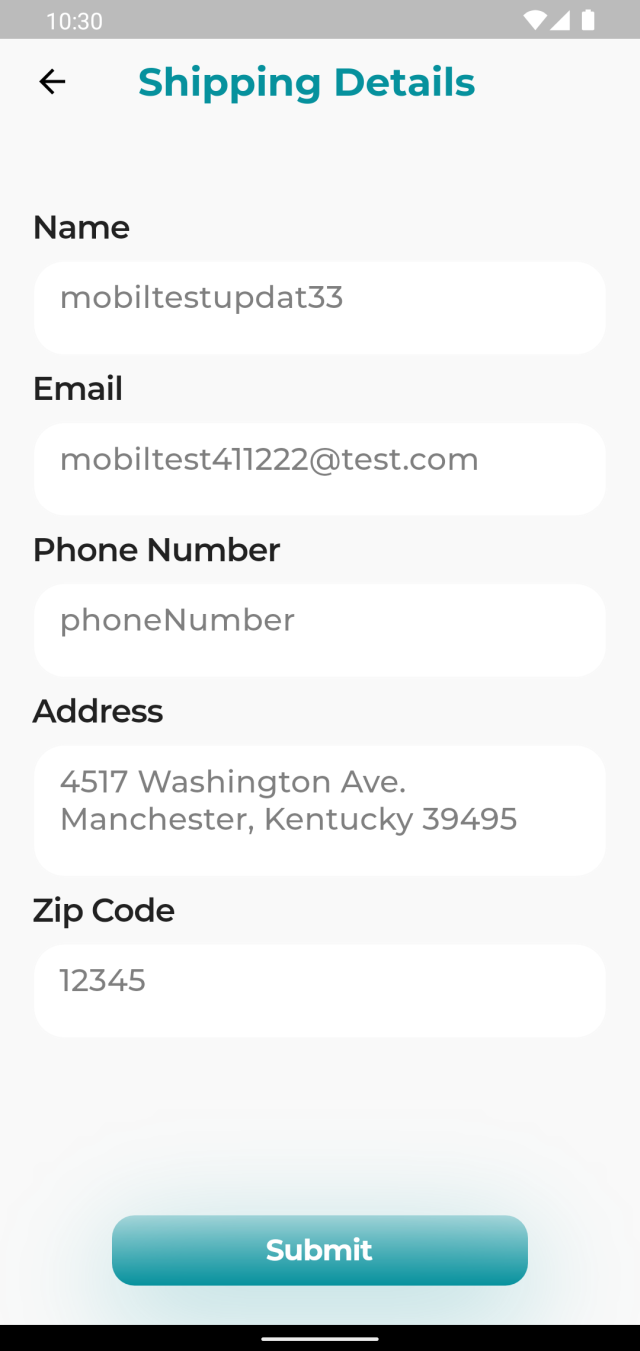 10:30
Shipping Details
Name
mobiltestupdat33
Email
mobiltest411222@test.com
Phone Number
phoneNumber
Address
4517 Washington Ave.
Manchester, Kentucky 39495
Zip Code
12345
Submit